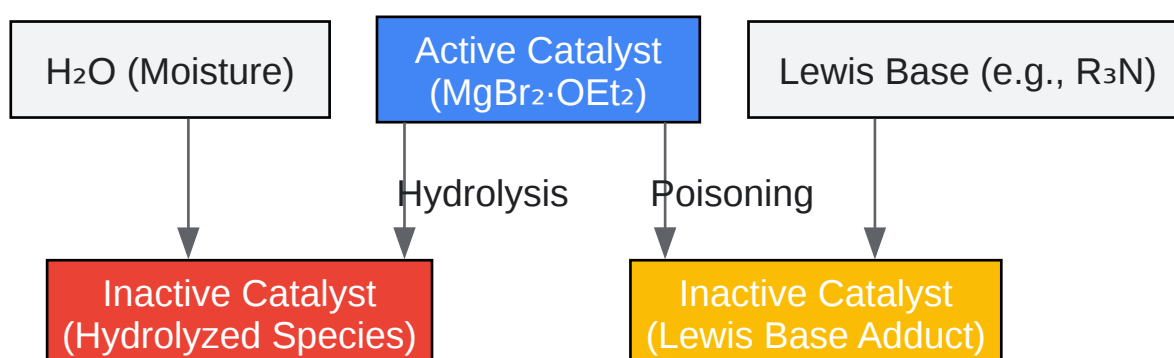 H₂O (Moisture)
Active Catalyst
(MgBr₂·OEt₂)
Lewis Base (e.g., R₃N)
Hydrolysis
Poisoning
Inactive Catalyst
(Hydrolyzed Species)
Inactive Catalyst
(Lewis Base Adduct)